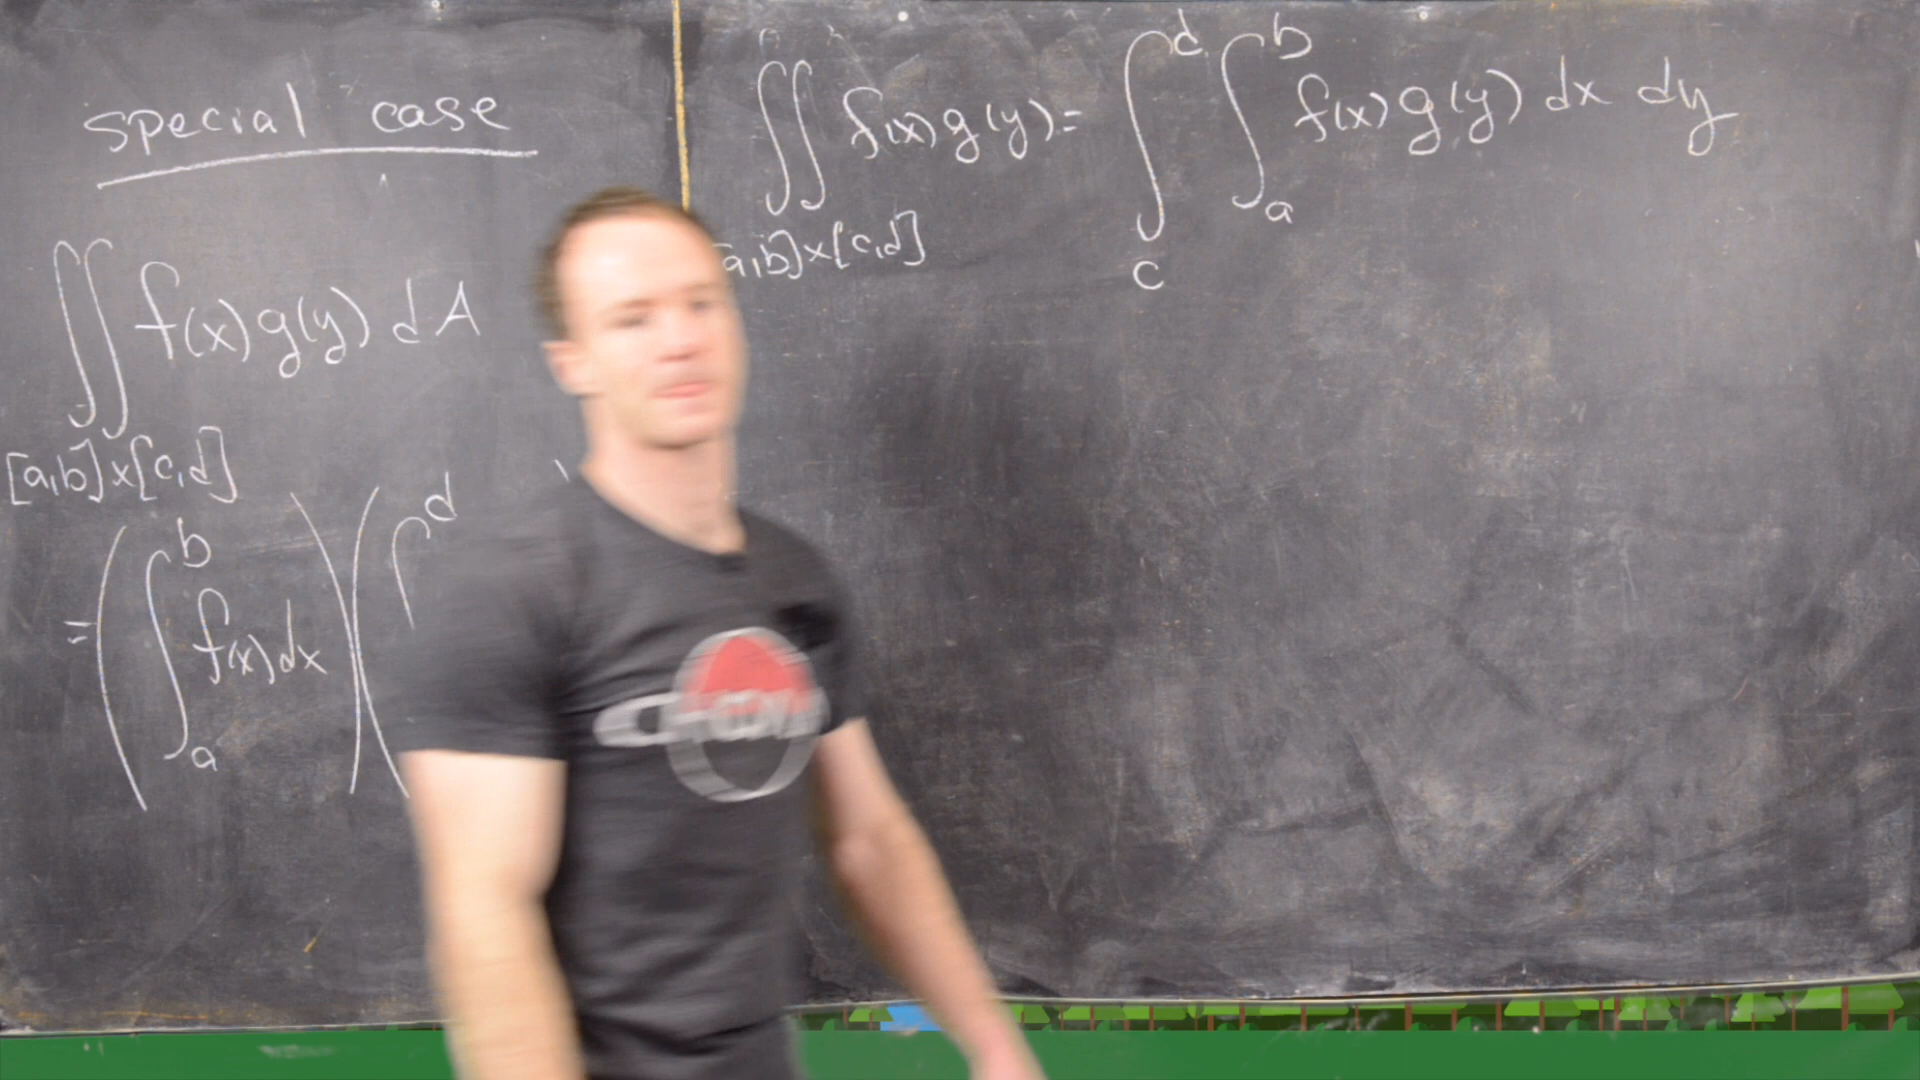 special case
∬ f(x) g(y) dA
[a,b]×[c,d]
= ( ∫_a^b f(x) dx ) ( ∫^d
∬ f(x) g(y) = ∫_c^d ∫_a^b f(x) g(y) dx dy
a,b]×[c,d]